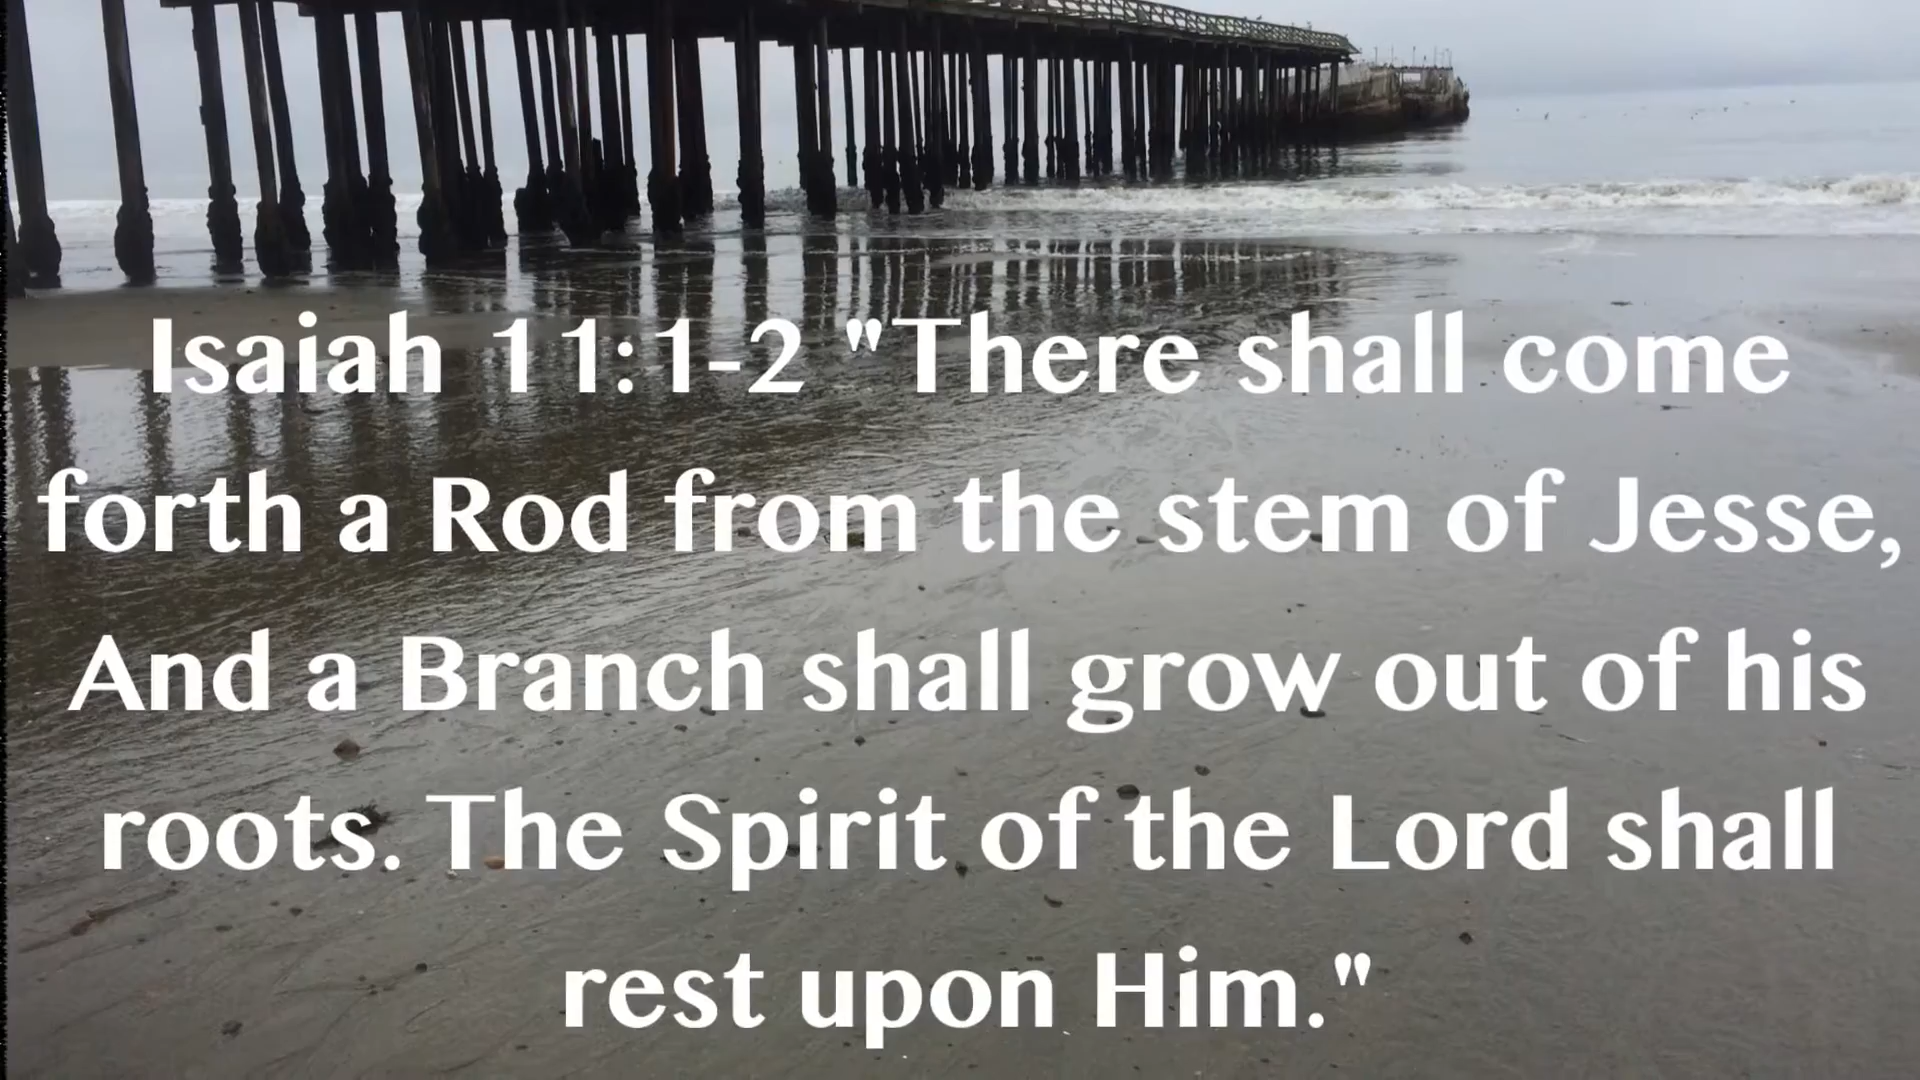 Isaiah 11:1-2 "There shall come
forth a Rod from the stem of Jesse,
And a Branch shall grow out of his
roots. The Spirit of the Lord shall
rest upon Him."